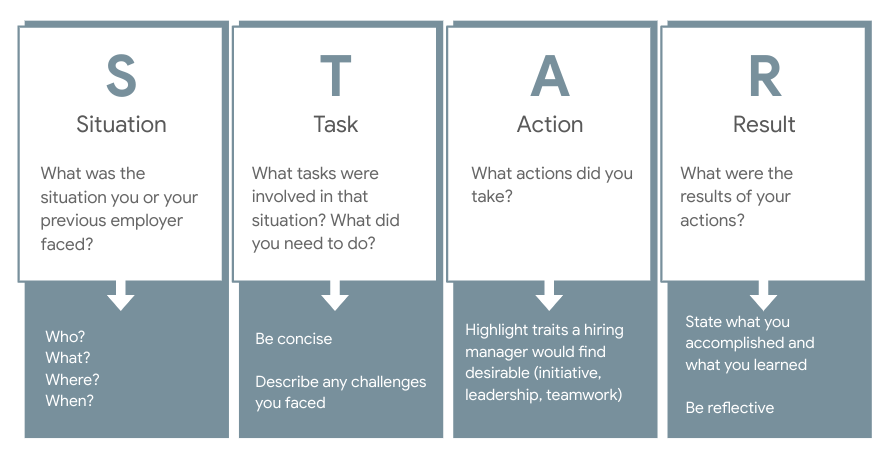 S
Situation
What was the
situation you or your
previous employer
faced?
Who?
What?
Where?
When?
T
Task
What tasks were
involved in that
situation? What did
you need to do?
Be concise
Describe any challenges
you faced
A
Action
What actions did you
take?
Highlight traits a hiring
manager would find
desirable (initiative,
leadership, teamwork)
R
Result
What were the
results of your
actions?
State what you
accomplished and
what you learned
Be reflective